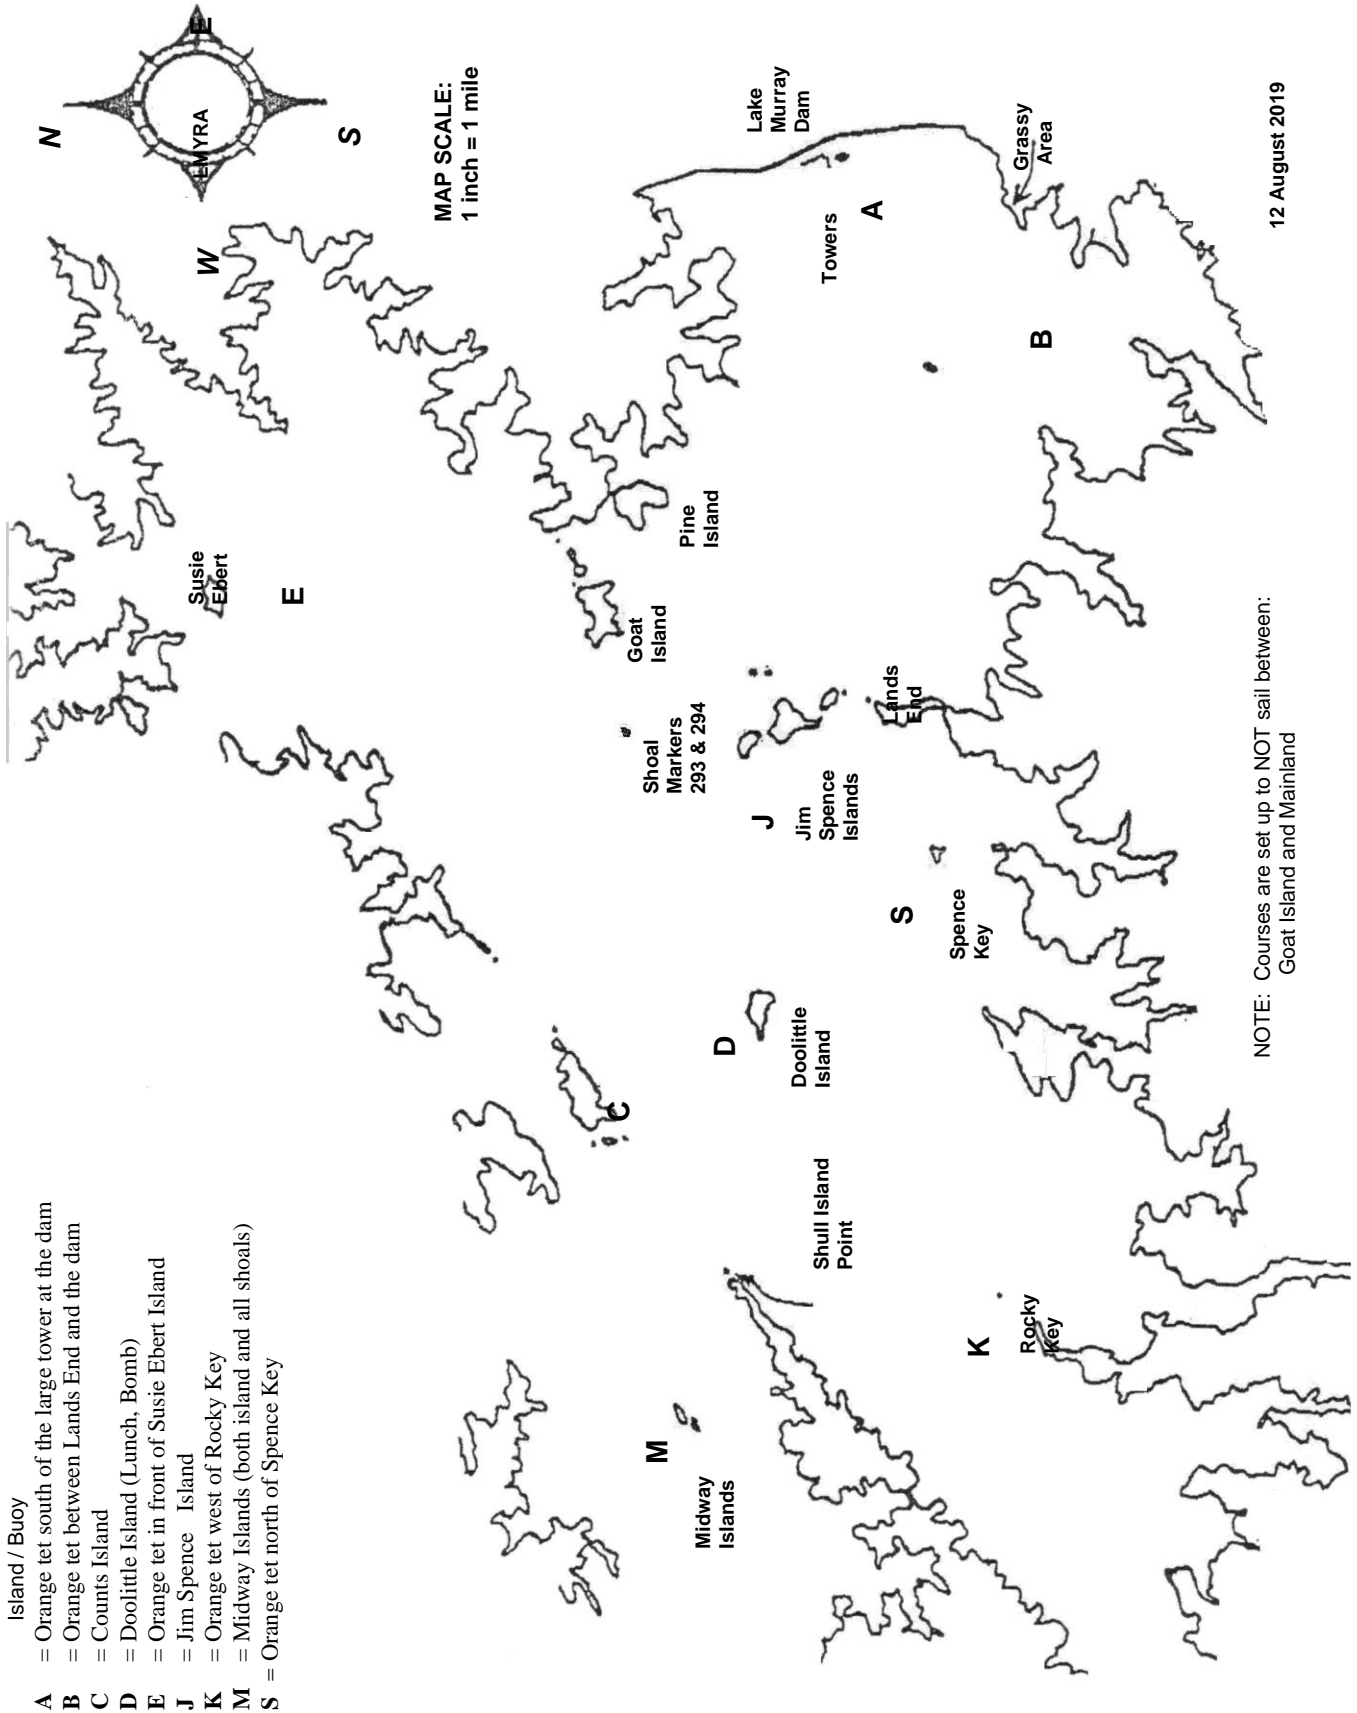 Island / Buoy
A = Orange tet south of the large tower at the dam
B = Orange tet between Lands End and the dam
C = Counts Island
D = Doolittle Island (Lunch, Bomb)
E = Orange tet in front of Susie Ebert Island
J = Jim Spence Island
K = Orange tet west of Rocky Key
M = Midway Islands (both island and all shoals)
S = Orange tet north of Spence Key
N
E
LMYRA
W
S
MAP SCALE:
1 inch = 1 mile
Susie
Ebert
E
Goat
Island
Pine
Island
Lake
Murray
Dam
Towers
A
Grassy
Area
B
Shoal
Markers
293 & 294
J
Jim
Spence
Islands
Lands
End
S
Spence
Key
C
D
Doolittle
Island
Shull Island
Point
M
Midway
Islands
K
Rocky
Key
NOTE: Courses are set up to NOT sail between:
Goat Island and Mainland
12 August 2019